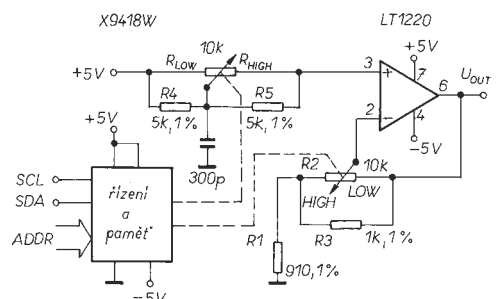 X9418W
LT1220
10k
+5V
R_LOW
R_HIGH
3
+
+5V
7
6
U_OUT
R4
5k,1%
R5
5k,1%
2
–
4
–5V
+5V
300p
R2
10k
HIGH
LOW
SCL
SDA
ADDR
řízení
a
paměť
R1
R3
1k,1%
910,1%
–5V